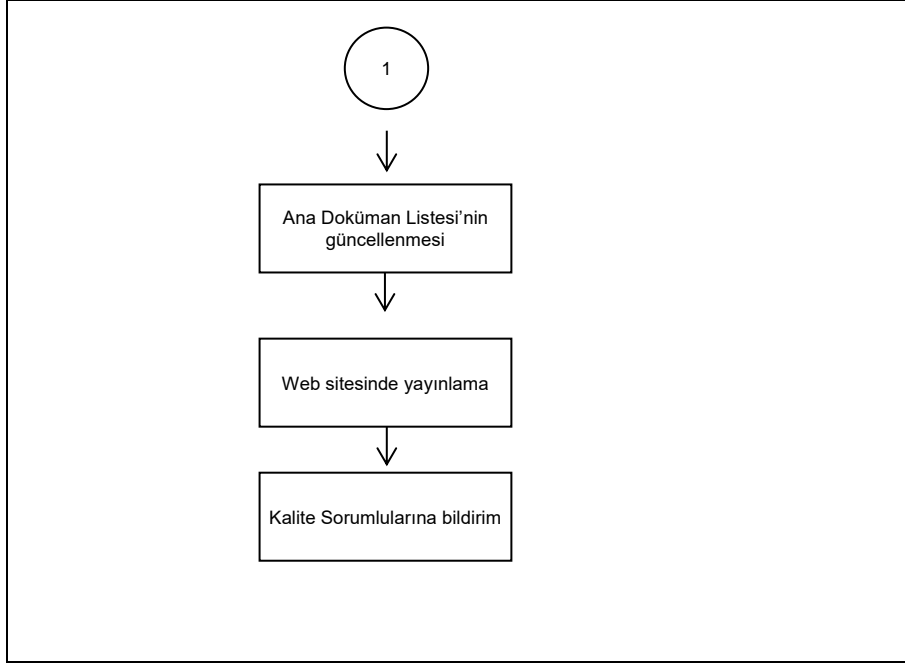 1
Ana Doküman Listesi’nin
güncellenmesi
Web sitesinde yayınlama
Kalite Sorumlularına bildirim